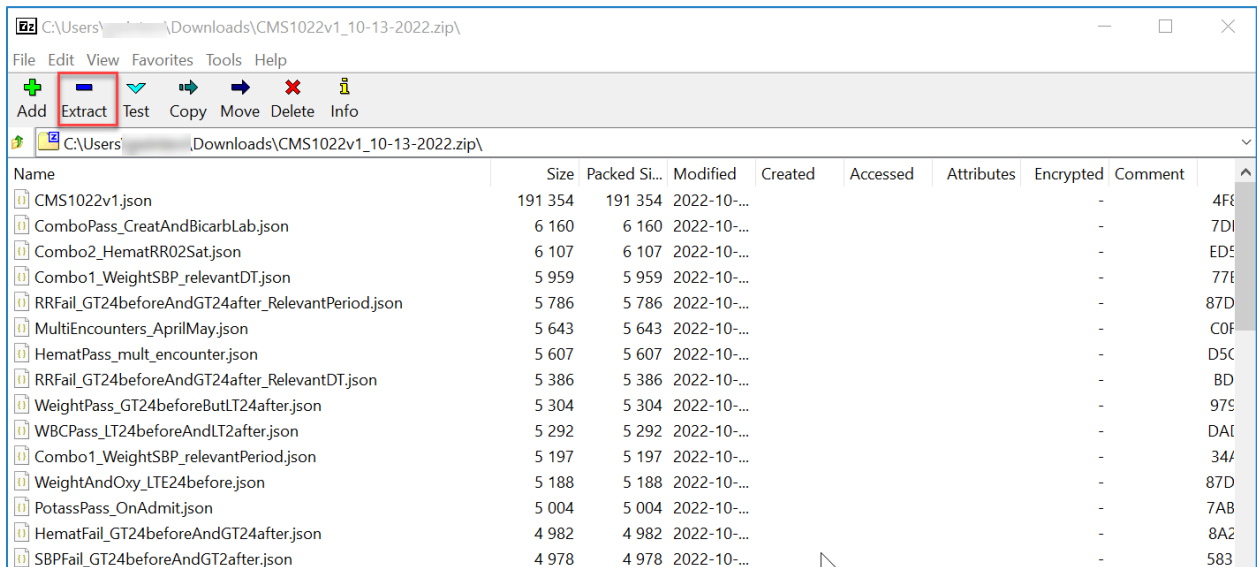 7z C:\Users\ \Downloads\CMS1022v1_10-13-2022.zip\
File Edit View Favorites Tools Help
Add Extract Test Copy Move Delete Info
C:\Users\ \Downloads\CMS1022v1_10-13-2022.zip\
Name Size Packed Si... Modified Created Accessed Attributes Encrypted Comment
CMS1022v1.json 191 354 191 354 2022-10-... -
ComboPass_CreatAndBicarbLab.json 6 160 6 160 2022-10-... -
Combo2_HematRR02Sat.json 6 107 6 107 2022-10-... -
Combo1_WeightSBP_relevantDT.json 5 959 5 959 2022-10-... -
RRFail_GT24beforeAndGT24after_RelevantPeriod.json 5 786 5 786 2022-10-... - 87D
MultiEncounters_AprilMay.json 5 643 5 643 2022-10-... -
HematPass_mult_encounter.json 5 607 5 607 2022-10-... -
RRFail_GT24beforeAndGT24after_RelevantDT.json 5 386 5 386 2022-10-... - BD
WeightPass_GT24beforeButLT24after.json 5 304 5 304 2022-10-... - 979
WBCPass_LT24beforeAndLT2after.json 5 292 5 292 2022-10-... -
Combo1_WeightSBP_relevantPeriod.json 5 197 5 197 2022-10-... -
WeightAndOxy_LTE24before.json 5 188 5 188 2022-10-... - 87D
PotassPass_OnAdmit.json 5 004 5 004 2022-10-... - 7AB
HematFail_GT24beforeAndGT24after.json 4 982 4 982 2022-10-... - 8A2
SBPFail_GT24beforeAndGT2after.json 4 978 4 978 2022-10-... - 583